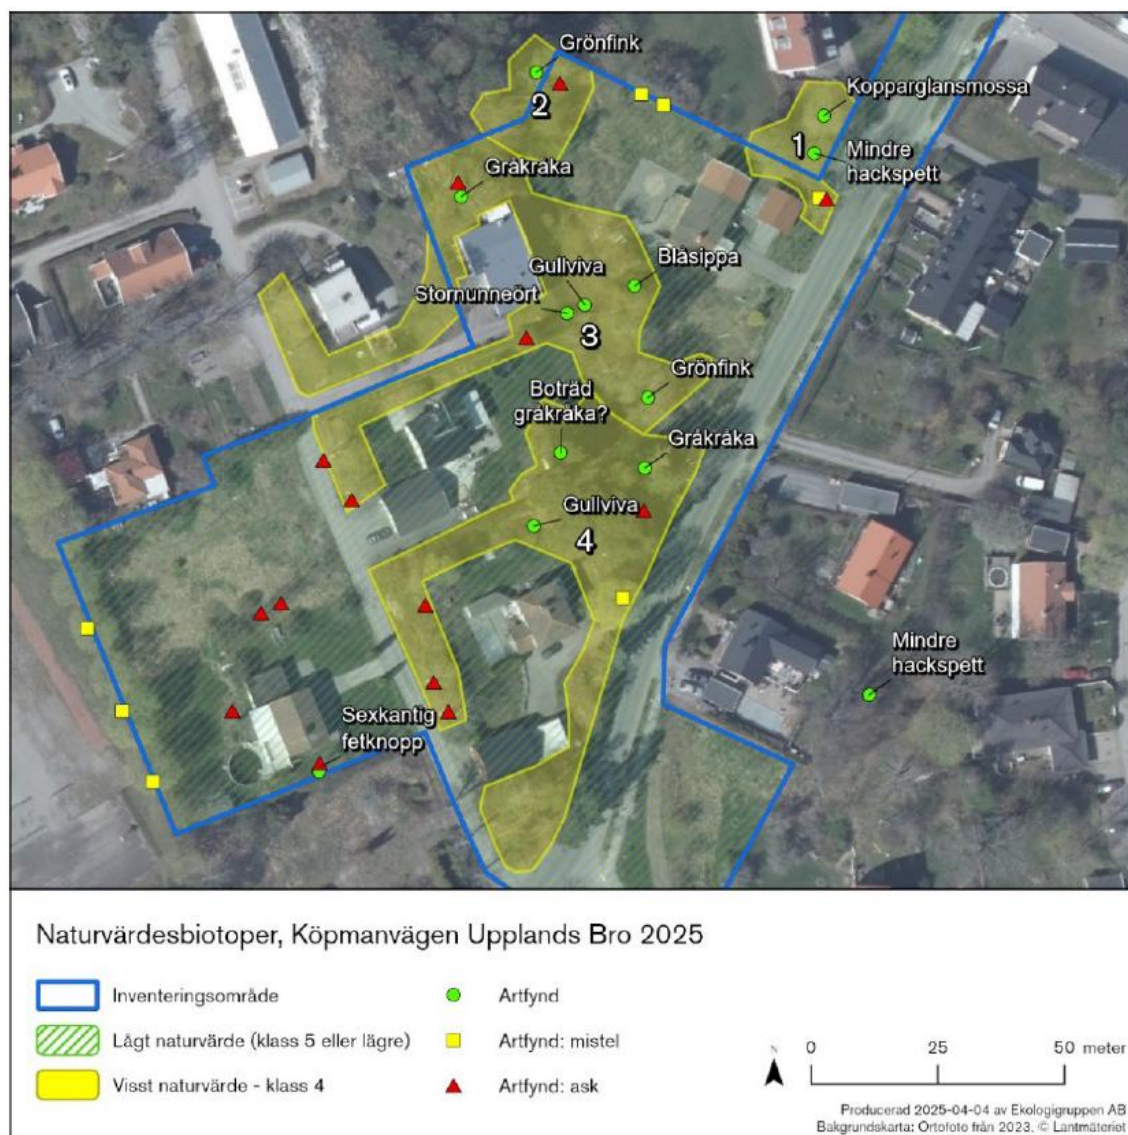 Grönfink
2
Kopparglansmossa
1
Mindre
hackspett
Gråkråka
Blåsippa
Gullviva
Stornunneört
3
Grönfink
Boträd
gråkråka?
Gråkråka
Gullviva
4
Mindre
hackspett
Sexkantig
fetknopp
Naturvärdesbiotoper, Köpmanvägen Upplands Bro 2025
Inventeringsområde
Lågt naturvärde (klass 5 eller lägre)
Visst naturvärde - klass 4
Artfynd
Artfynd: mistel
Artfynd: ask
N
0 25 50 meter
Producerad 2025-04-04 av Ekologigruppen AB
Bakgrundskarta: Ortofoto från 2023, © Lantmäteriet